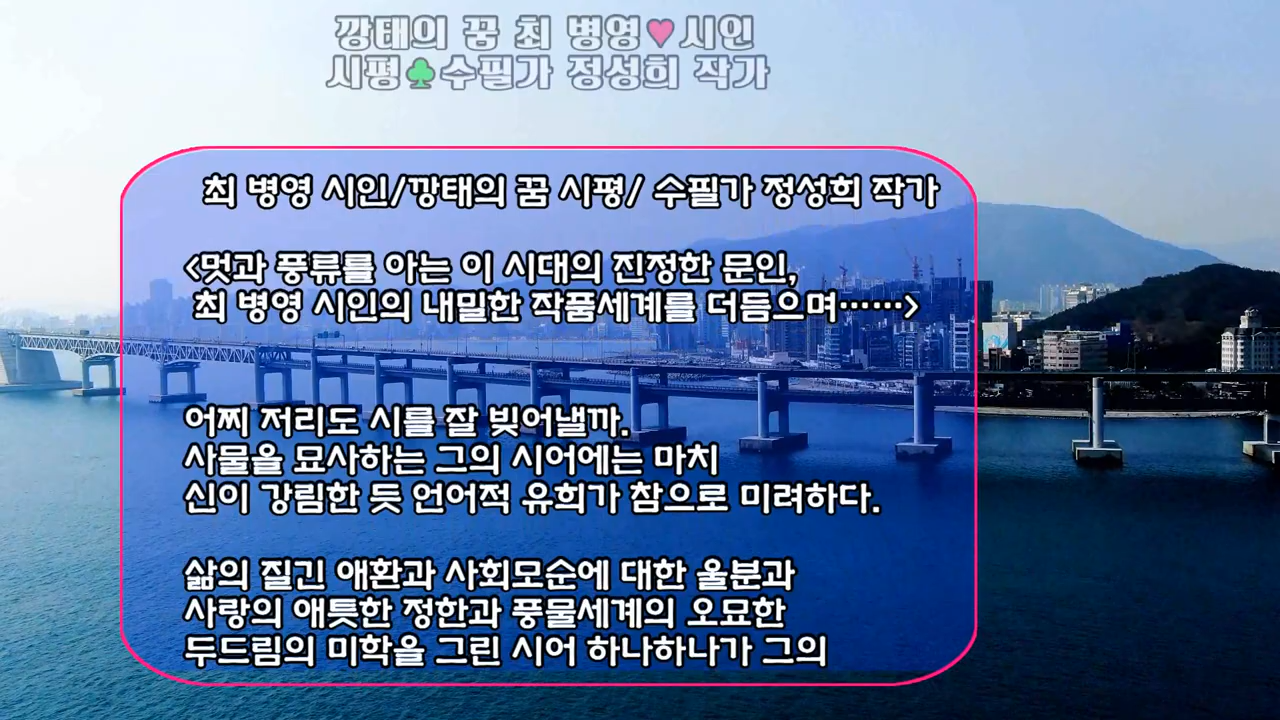 깡태의 꿈 최 병영♥시인
시평♣수필가 정성희 작가
최 병영 시인/깡태의 꿈 시평/ 수필가 정성희 작가
<멋과 풍류를 아는 이 시대의 진정한 문인,
최 병영 시인의 내밀한 작품세계를 더듬으며……>
어찌 저리도 시를 잘 빚어낼까.
사물을 묘사하는 그의 시어에는 마치
신이 강림한 듯 언어적 유희가 참으로 미려하다.
삶의 질긴 애환과 사회모순에 대한 울분과
사랑의 애틋한 정한과 풍물세계의 오묘한
두드림의 미학을 그린 시어 하나하나가 그의